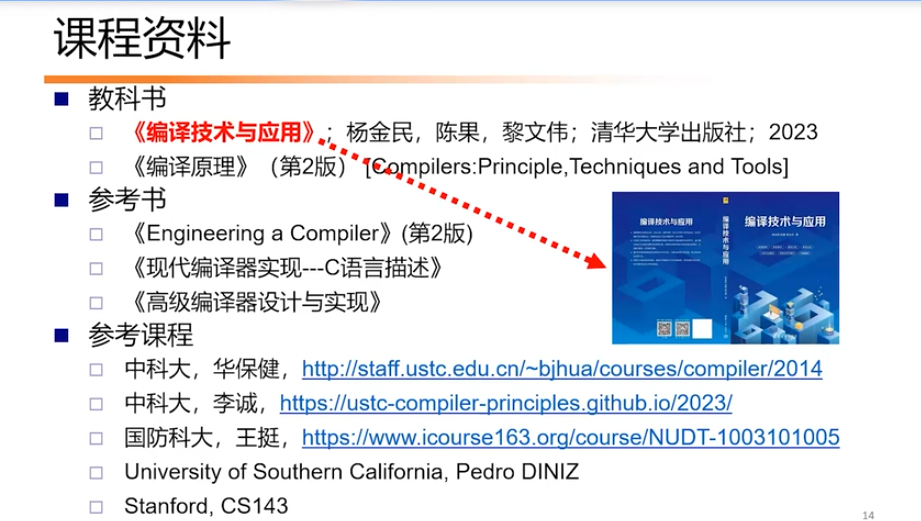 课程资料
教科书
《编译技术与应用》；杨金民，陈果，黎文伟；清华大学出版社；2023
《编译原理》（第2版） [Compilers:Principle,Techniques and Tools]
参考书
《Engineering a Compiler》(第2版)
《现代编译器实现---C语言描述》
《高级编译器设计与实现》
编译技术与应用
编译技术与应用
编译技术与应用
参考课程
中科大，华保健，http://staff.ustc.edu.cn/~bjhua/courses/compiler/2014
中科大，李诚，https://ustc-compiler-principles.github.io/2023/
国防科大，王挺，https://www.icourse163.org/course/NUDT-1003101005
University of Southern California, Pedro DINIZ
Stanford, CS143
14